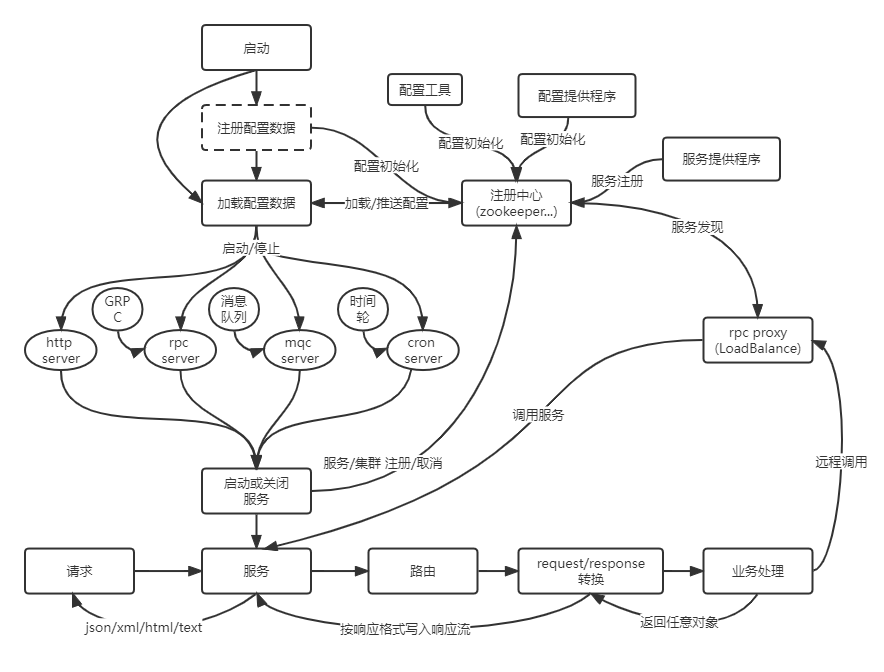 启动
配置工具
配置提供程序
注册配置数据
配置初始化
配置初始化
配置初始化
服务提供程序
服务注册
加载配置数据
加载/推送配置
注册中心
(zookeeper...)
服务发现
启动/停止
GRP
C
消息
队列
时间
轮
http
server
rpc
server
mqc
server
cron
server
rpc proxy
(LoadBalance)
调用服务
服务/集群 注册/取消
远程调用
启动或关闭
服务
请求
服务
路由
request/response
转换
业务处理
json/xml/html/text
按响应格式写入响应流
返回任意对象